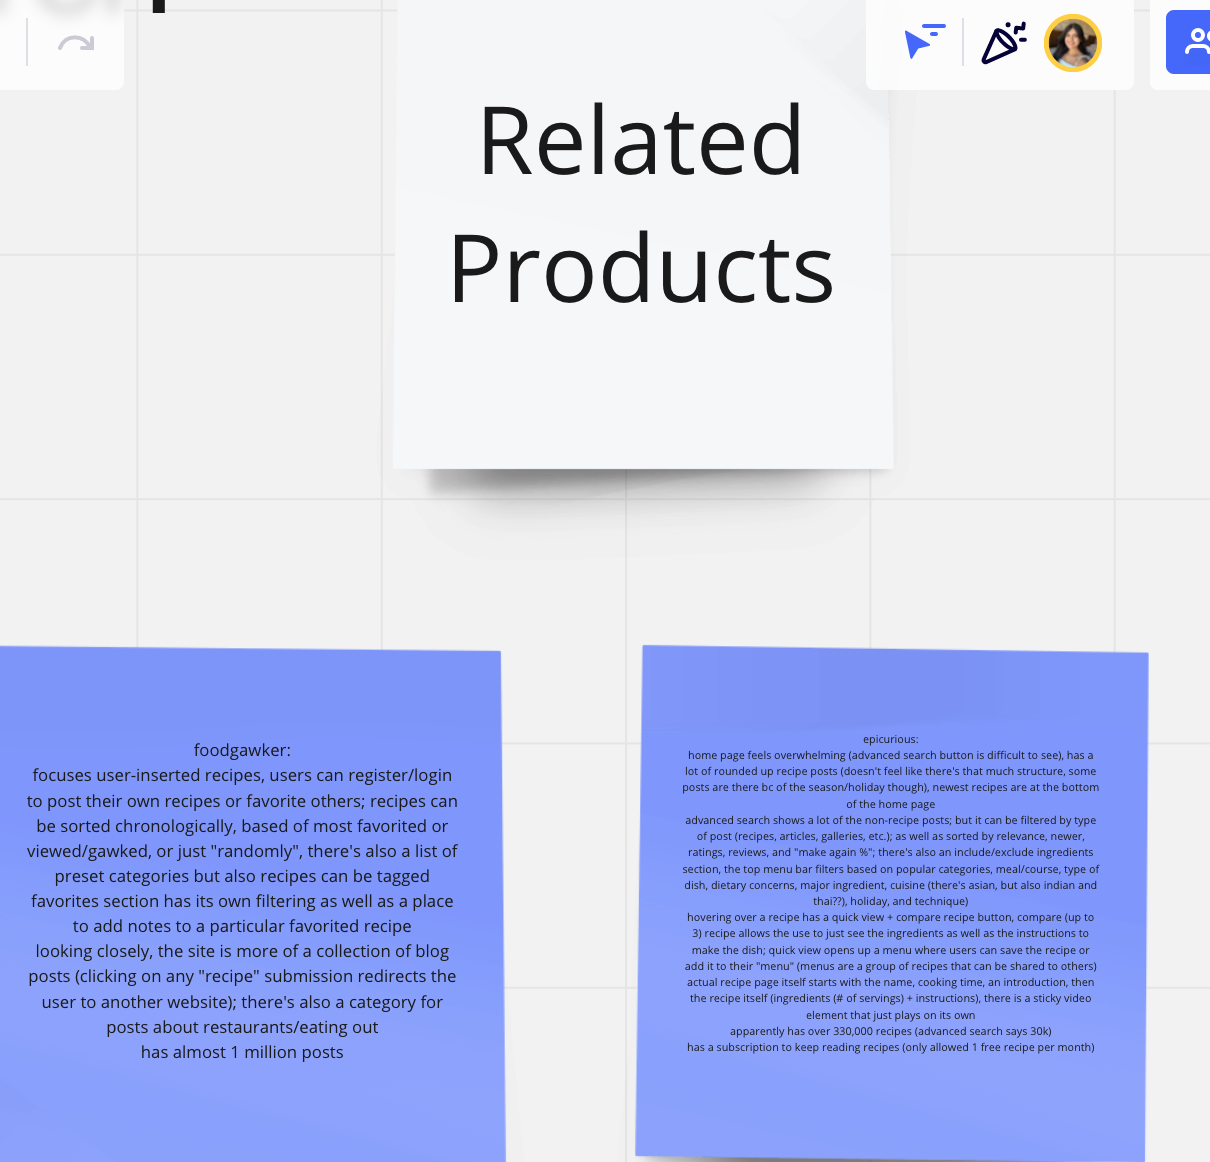 Related
Products
foodgawker:
focuses user-inserted recipes, users can register/login
to post their own recipes or favorite others; recipes can
be sorted chronologically, based of most favorited or
viewed/gawked, or just "randomly", there's also a list of
preset categories but also recipes can be tagged
favorites section has its own filtering as well as a place
to add notes to a particular favorited recipe
looking closely, the site is more of a collection of blog
posts (clicking on any "recipe" submission redirects the
user to another website); there's also a category for
posts about restaurants/eating out
has almost 1 million posts
epicurious:
home page feels overwhelming (advanced search button is difficult to see), has a
lot of rounded up recipe posts (doesn't feel like there's that much structure, some
posts are there bc of the season/holiday though), newest recipes are at the bottom
of the home page
advanced search shows a lot of the non-recipe posts; but it can be filtered by type
of post (recipes, articles, galleries, etc.); as well as sorted by relevance, newer,
ratings, reviews, and "make again %"; there's also an include/exclude ingredients
section, the top menu bar filters based on popular categories, meal/course, type of
dish, dietary concerns, major ingredient, cuisine (there's asian, but also indian and
thai??), holiday, and technique)
hovering over a recipe has a quick view + compare recipe button, compare (up to
3) recipe allows the use to just see the ingredients as well as the instructions to
make the dish; quick view opens up a menu where users can save the recipe or
add it to their "menu" (menus are a group of recipes that can be shared to others)
actual recipe page itself starts with the name, cooking time, an introduction, then
the recipe itself (ingredients (# of servings) + instructions), there is a sticky video
element that just plays on its own
apparently has over 330,000 recipes (advanced search says 30k)
has a subscription to keep reading recipes (only allowed 1 free recipe per month)